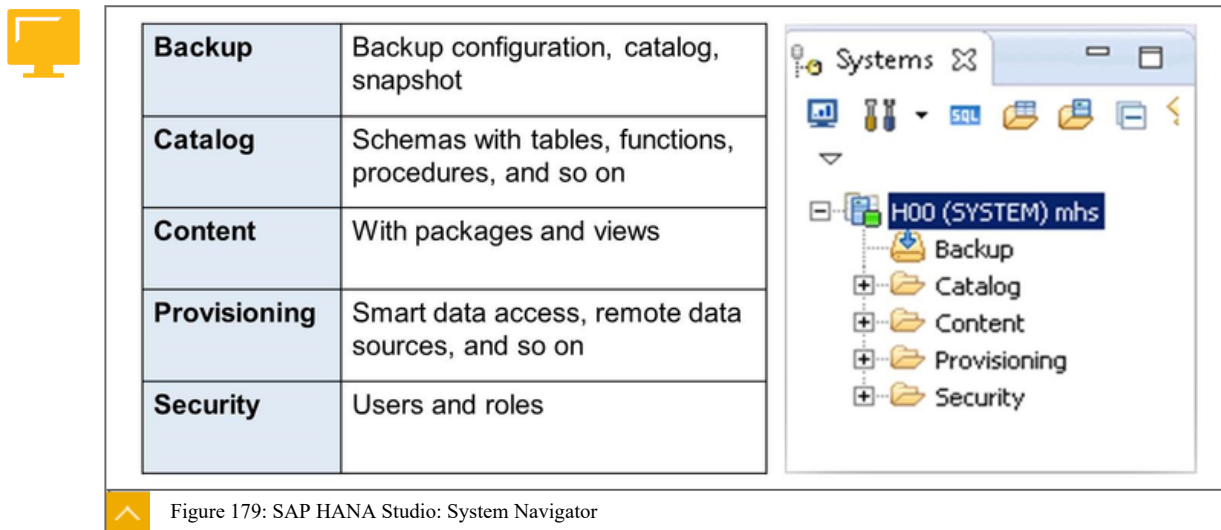 Backup
Backup configuration, catalog,
snapshot
Catalog
Schemas with tables, functions,
procedures, and so on
Content
With packages and views
Provisioning
Smart data access, remote data
sources, and so on
Security
Users and roles
Systems
SQL
H00 (SYSTEM) mhs
Backup
Catalog
Content
Provisioning
Security
Figure 179: SAP HANA Studio: System Navigator